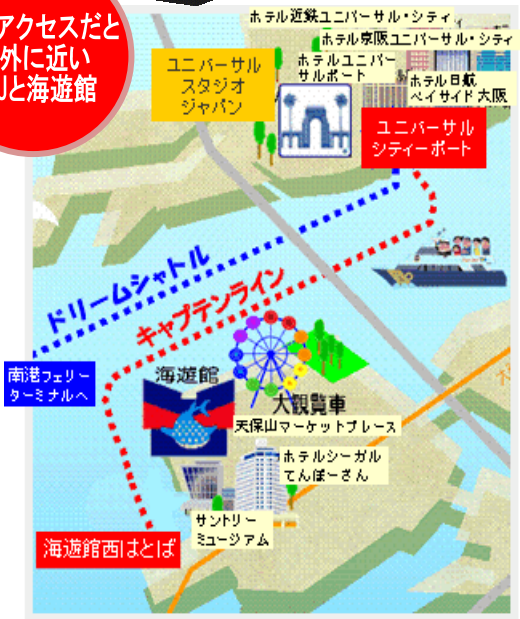 アクセスだと
外に近い
Jと海遊館
ホテル近鉄ユニバーサル・シティ
ホテル京阪ユニバーサル・シティ
ホテルユニバー
サルポート
ホテル日航
ベイサイド大阪
ユニバーサル
スタジオ
ジャパン
ユニバーサル
シティーポート
ドリームシャトル
キャプテンライン
南港フェリー
ターミナルへ
海遊館
大観覧車
天保山マーケットプレース
ホテルシーガル
てんぽーざん
サントリー
ミュージアム
海遊館西はとば